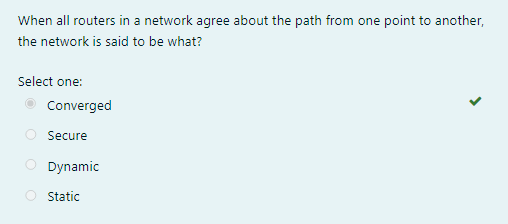 When all routers in a network agree about the path from one point to another,
the network is said to be what?
Select one:
Converged
Secure
Dynamic
Static